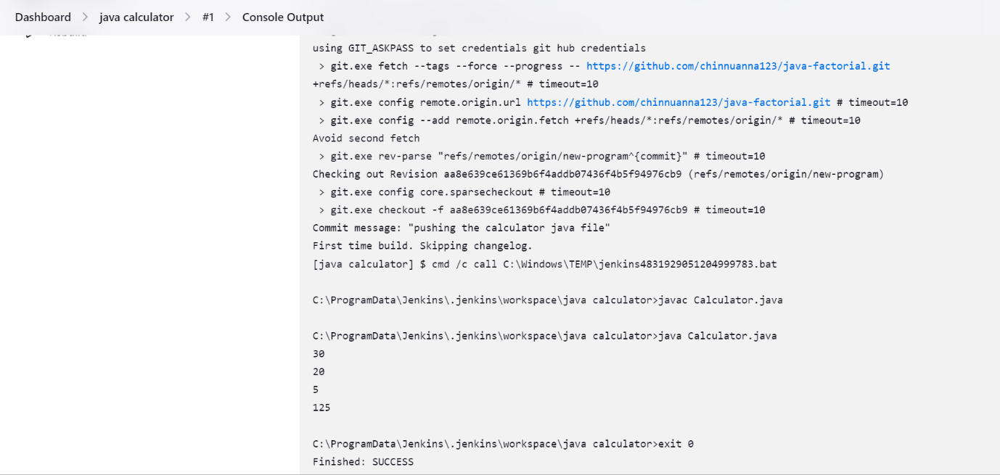 Dashboard > java calculator > #1 > Console Output
using GIT_ASKPASS to set credentials git hub credentials
> git.exe fetch --tags --force --progress -- https://github.com/chinnuanna123/java-factorial.git
+refs/heads/*:refs/remotes/origin/* # timeout=10
> git.exe config remote.origin.url https://github.com/chinnuanna123/java-factorial.git # timeout=10
> git.exe config --add remote.origin.fetch +refs/heads/*:refs/remotes/origin/* # timeout=10
Avoid second fetch
> git.exe rev-parse "refs/remotes/origin/new-program^{commit}" # timeout=10
Checking out Revision aa8e639ce61369b6f4addb07436f4b5f94976cb9 (refs/remotes/origin/new-program)
> git.exe config core.sparsecheckout # timeout=10
> git.exe checkout -f aa8e639ce61369b6f4addb07436f4b5f94976cb9 # timeout=10
Commit message: "pushing the calculator java file"
First time build. Skipping changelog.
[java calculator] $ cmd /c call C:\Windows\TEMP\jenkins4831929051204999783.bat
C:\ProgramData\Jenkins\.jenkins\workspace\java calculator>javac Calculator.java
C:\ProgramData\Jenkins\.jenkins\workspace\java calculator>java Calculator.java
30
20
5
125
C:\ProgramData\Jenkins\.jenkins\workspace\java calculator>exit 0
Finished: SUCCESS